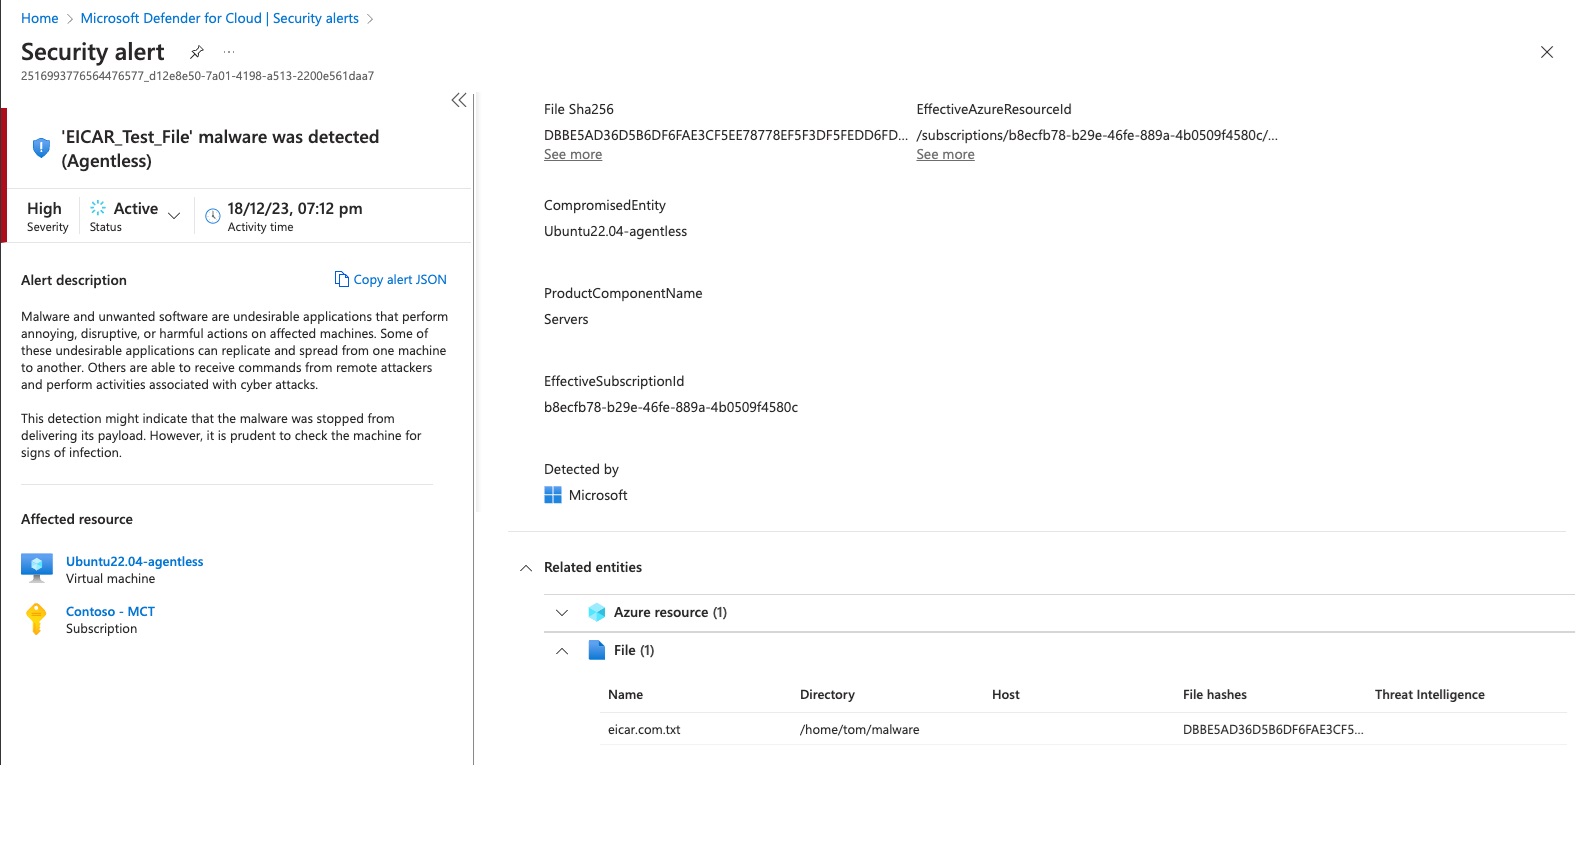 Home > Microsoft Defender for Cloud | Security alerts >
Security alert
2516993776564476577_d12e8e50-7a01-4198-a513-2200e561daa7
'EICAR_Test_File' malware was detected
(Agentless)
High
Severity
Active
Status
18/12/23, 07:12 pm
Activity time
Alert description
Copy alert JSON
Malware and unwanted software are undesirable applications that perform
annoying, disruptive, or harmful actions on affected machines. Some of
these undesirable applications can replicate and spread from one machine
to another. Others are able to receive commands from remote attackers
and perform activities associated with cyber attacks.
This detection might indicate that the malware was stopped from
delivering its payload. However, it is prudent to check the machine for
signs of infection.
Affected resource
Ubuntu22.04-agentless
Virtual machine
Contoso - MCT
Subscription
File Sha256
DBBE5AD36D5B6DF6FAE3CF5EE78778EF5F3DF5FEDD6FD...
See more
EffectiveAzureResourceId
/subscriptions/b8ecfb78-b29e-46fe-889a-4b0509f4580c/...
See more
CompromisedEntity
Ubuntu22.04-agentless
ProductComponentName
Servers
EffectiveSubscriptionId
b8ecfb78-b29e-46fe-889a-4b0509f4580c
Detected by
Microsoft
Related entities
Azure resource (1)
File (1)
Name Directory Host File hashes Threat Intelligence
eicar.com.txt /home/tom/malware DBBE5AD36D5B6DF6FAE3CF5...